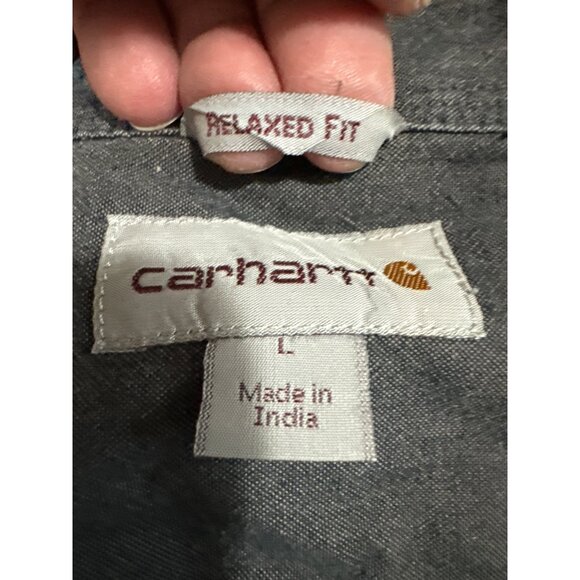 RELAXED FIT
carhartt
L
Made in
India